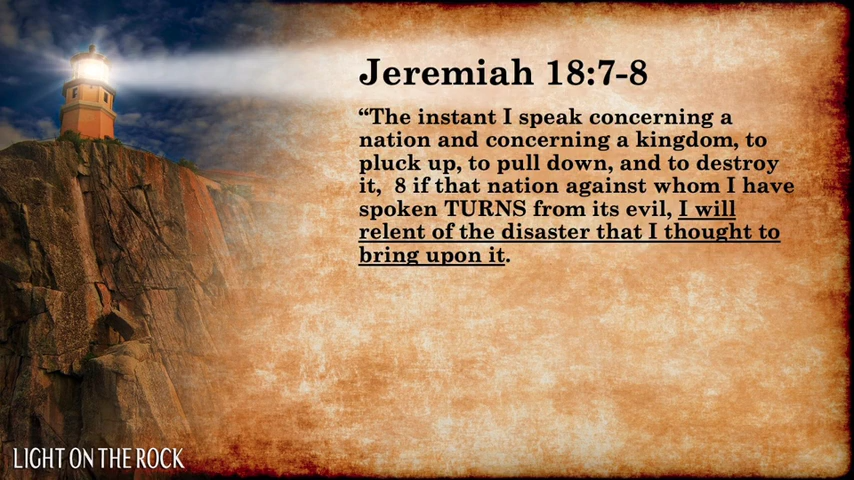 Jeremiah 18:7-8
“The instant I speak concerning a
nation and concerning a kingdom, to
pluck up, to pull down, and to destroy
it,  8 if that nation against whom I have
spoken TURNS from its evil, I will
relent of the disaster that I thought to
bring upon it.
LIGHT ON THE ROCK